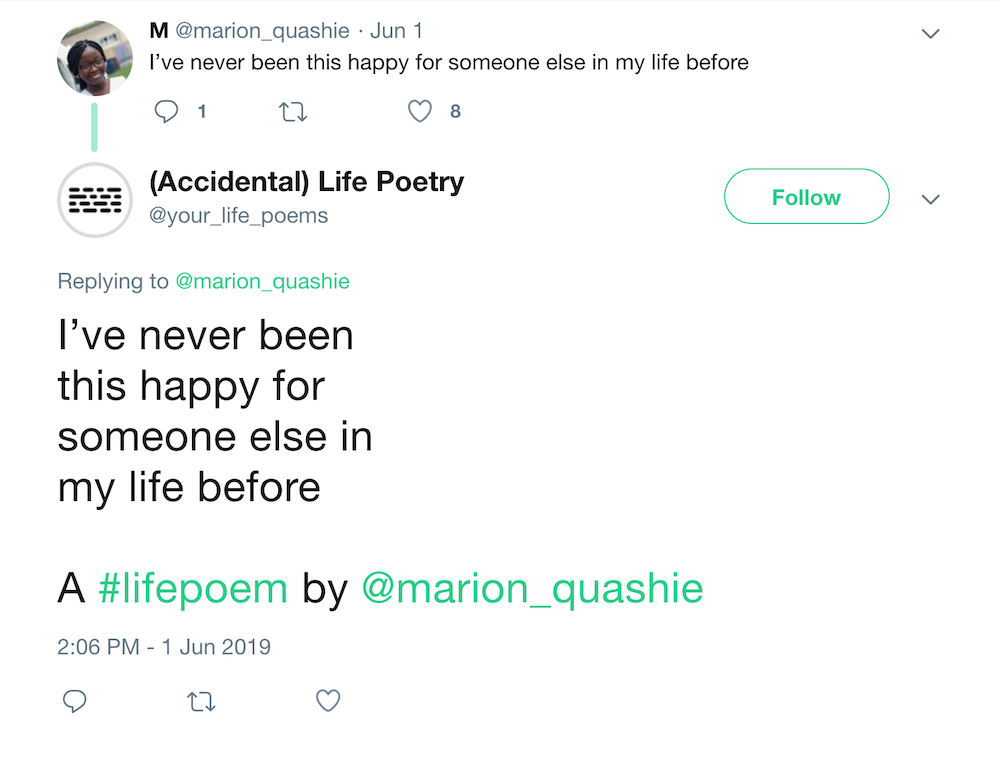 M @marion_quashie · Jun 1
I’ve never been this happy for someone else in my life before
1 8
(Accidental) Life Poetry
@your_life_poems
Follow
Replying to @marion_quashie
I’ve never been
this happy for
someone else in
my life before
A #lifepoem by @marion_quashie
2:06 PM - 1 Jun 2019